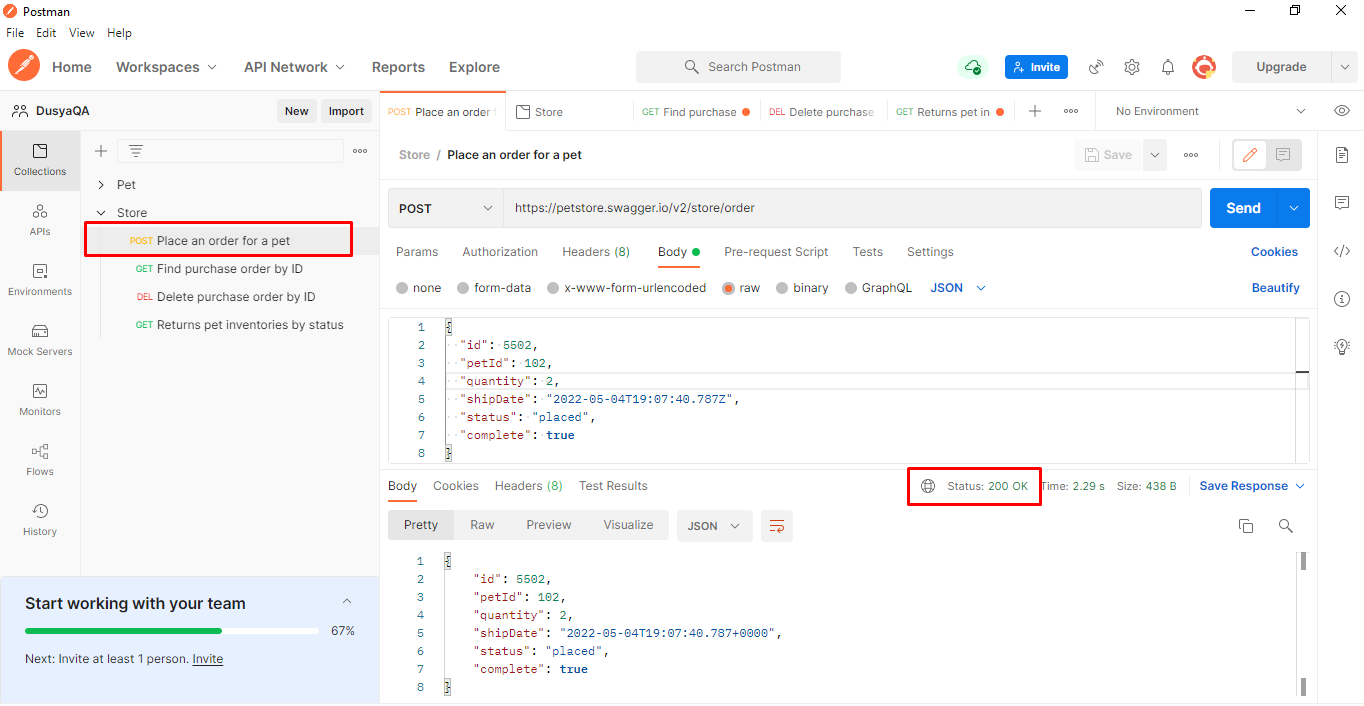 Postman
File Edit View Help
Home Workspaces API Network Reports Explore Search Postman Invite Upgrade
DusyaQA New Import
POST Place an order Store GET Find purchase DEL Delete purchase GET Returns pet in No Environment
Collections
APIs
Environments
Mock Servers
Monitors
Flows
History
Pet
Store
POST Place an order for a pet
GET Find purchase order by ID
DEL Delete purchase order by ID
GET Returns pet inventories by status
Start working with your team
67%
Next: Invite at least 1 person. Invite
Store / Place an order for a pet Save
POST https://petstore.swagger.io/v2/store/order Send
Params Authorization Headers (8) Body Pre-request Script Tests Settings Cookies
none form-data x-www-form-urlencoded raw binary GraphQL JSON Beautify
1 {
2 "id": 5502,
3 "petId": 102,
4 "quantity": 2,
5 "shipDate": "2022-05-04T19:07:40.787Z",
6 "status": "placed",
7 "complete": true
8 }
Body Cookies Headers (8) Test Results Status: 200 OK Time: 2.29 s Size: 438 B Save Response
Pretty Raw Preview Visualize JSON
1 {
2 "id": 5502,
3 "petId": 102,
4 "quantity": 2,
5 "shipDate": "2022-05-04T19:07:40.787+0000",
6 "status": "placed",
7 "complete": true
8 }